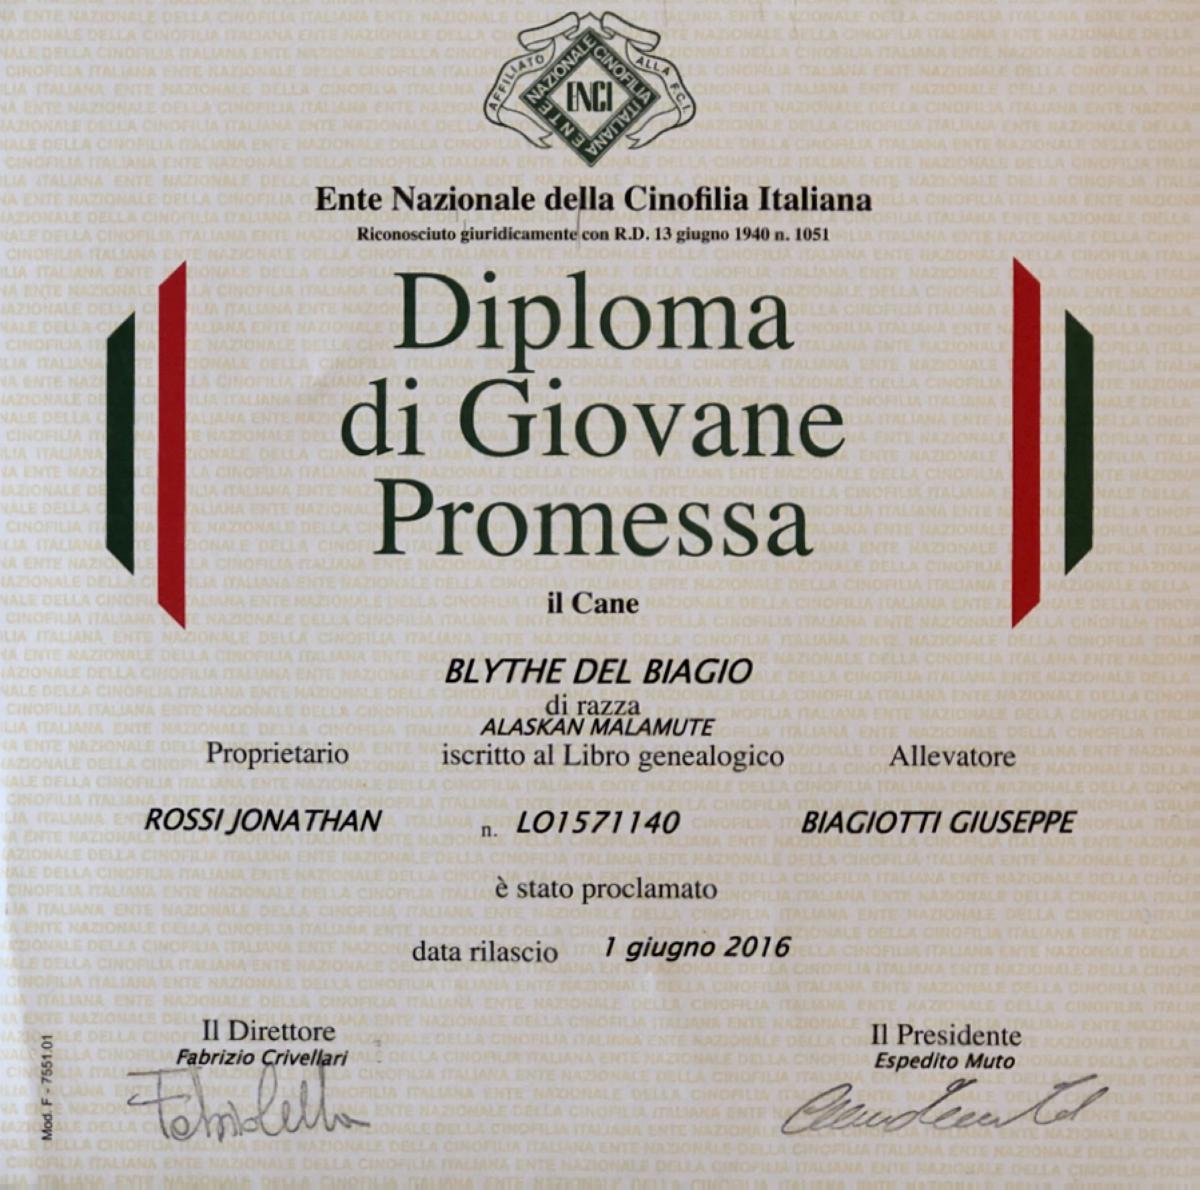 AFFILIATO ALLA F.C.I.
ENTE NAZIONALE CINOFILIA ITALIANA
ENCI
Ente Nazionale della Cinofilia Italiana
Riconosciuto giuridicamente con R.D. 13 giugno 1940 n. 1051
Diploma
di Giovane
Promessa
il Cane
BLYTHE DEL BIAGIO
di razza
ALASKAN MALAMUTE
Proprietario iscritto al Libro genealogico Allevatore
ROSSI JONATHAN n. LO1571140 BIAGIOTTI GIUSEPPE
è stato proclamato
data rilascio 1 giugno 2016
Il Direttore Il Presidente
Fabrizio Crivellari Espedito Muto
Mod. F - 7551.01